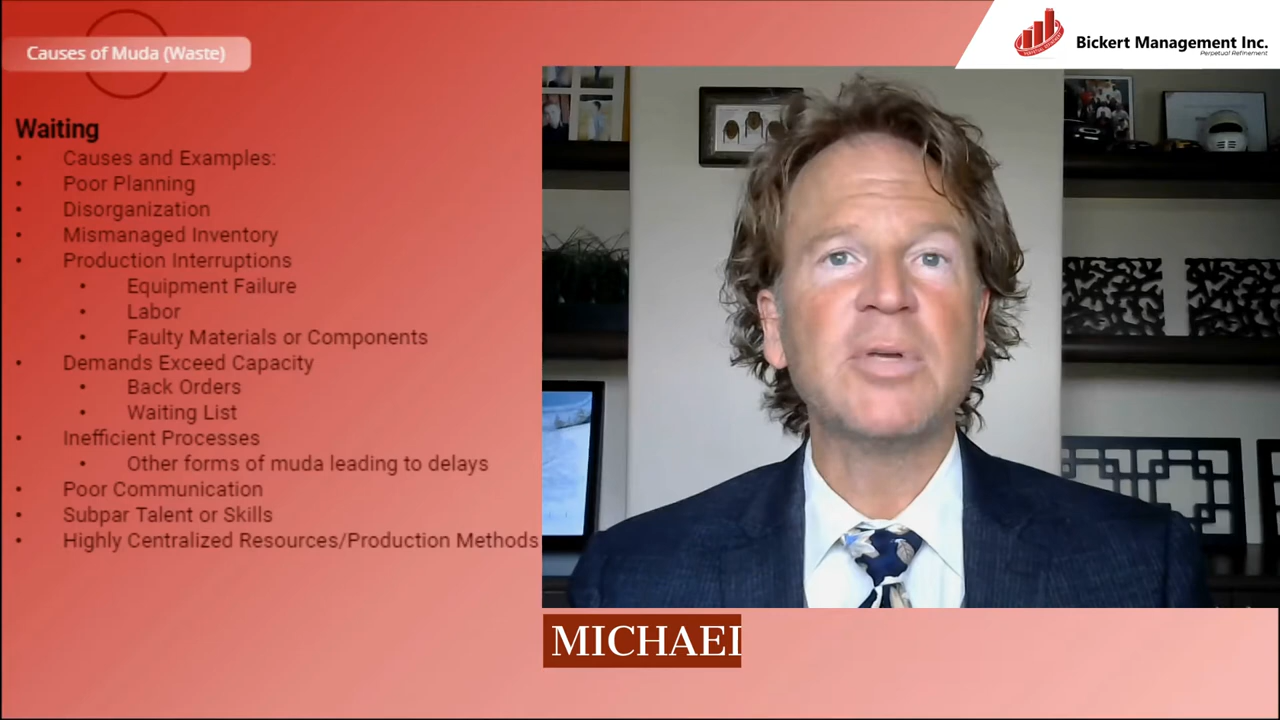 Causes of Muda (Waste)
Bickert Management Inc.
Perpetual Refinement
Waiting
• Causes and Examples:
• Poor Planning
• Disorganization
• Mismanaged Inventory
• Production Interruptions
• Equipment Failure
• Labor
• Faulty Materials or Components
• Demands Exceed Capacity
• Back Orders
• Waiting List
• Inefficient Processes
• Other forms of muda leading to delays
• Poor Communication
• Subpar Talent or Skills
• Highly Centralized Resources/Production Methods
MICHAEI